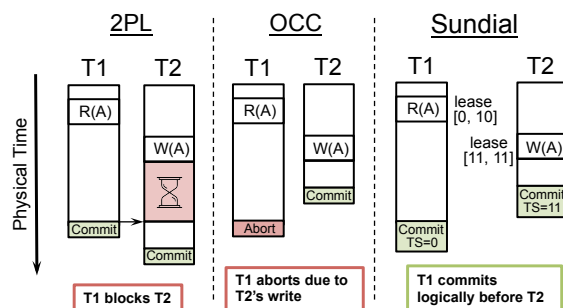 2PL
OCC
Sundial
T1
T2
T1
T2
T1
T2
Physical Time
R(A)
W(A)
Commit
Commit
R(A)
W(A)
Commit
Abort
R(A)
lease
[0, 10]
lease
[11, 11]
W(A)
Commit
TS=11
Commit
TS=0
T1 blocks T2
T1 aborts due to
T2's write
T1 commits
logically before T2